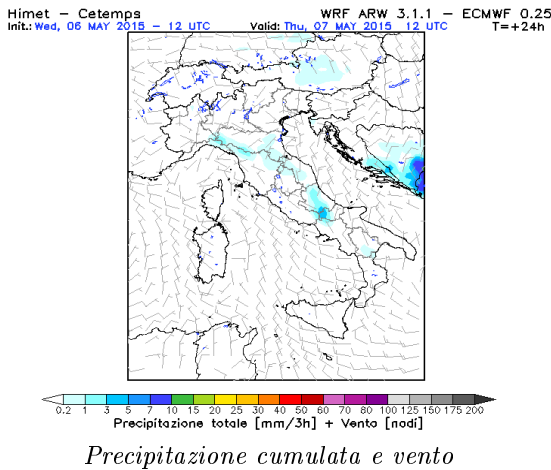 Himet – Cetemps WRF ARW 3.1.1 – ECMWF 0.25
Init.: Wed, 06 MAY 2015 – 12 UTC Valid: Thu, 07 MAY 2015 12 UTC T=+24h
0.2 1 3 5 7 10 15 20 25 30 40 50 60 70 80 100 125 150 175 200
Precipitazione totale [mm/3h] + Vento [nodi]
Precipitazione cumulata e vento